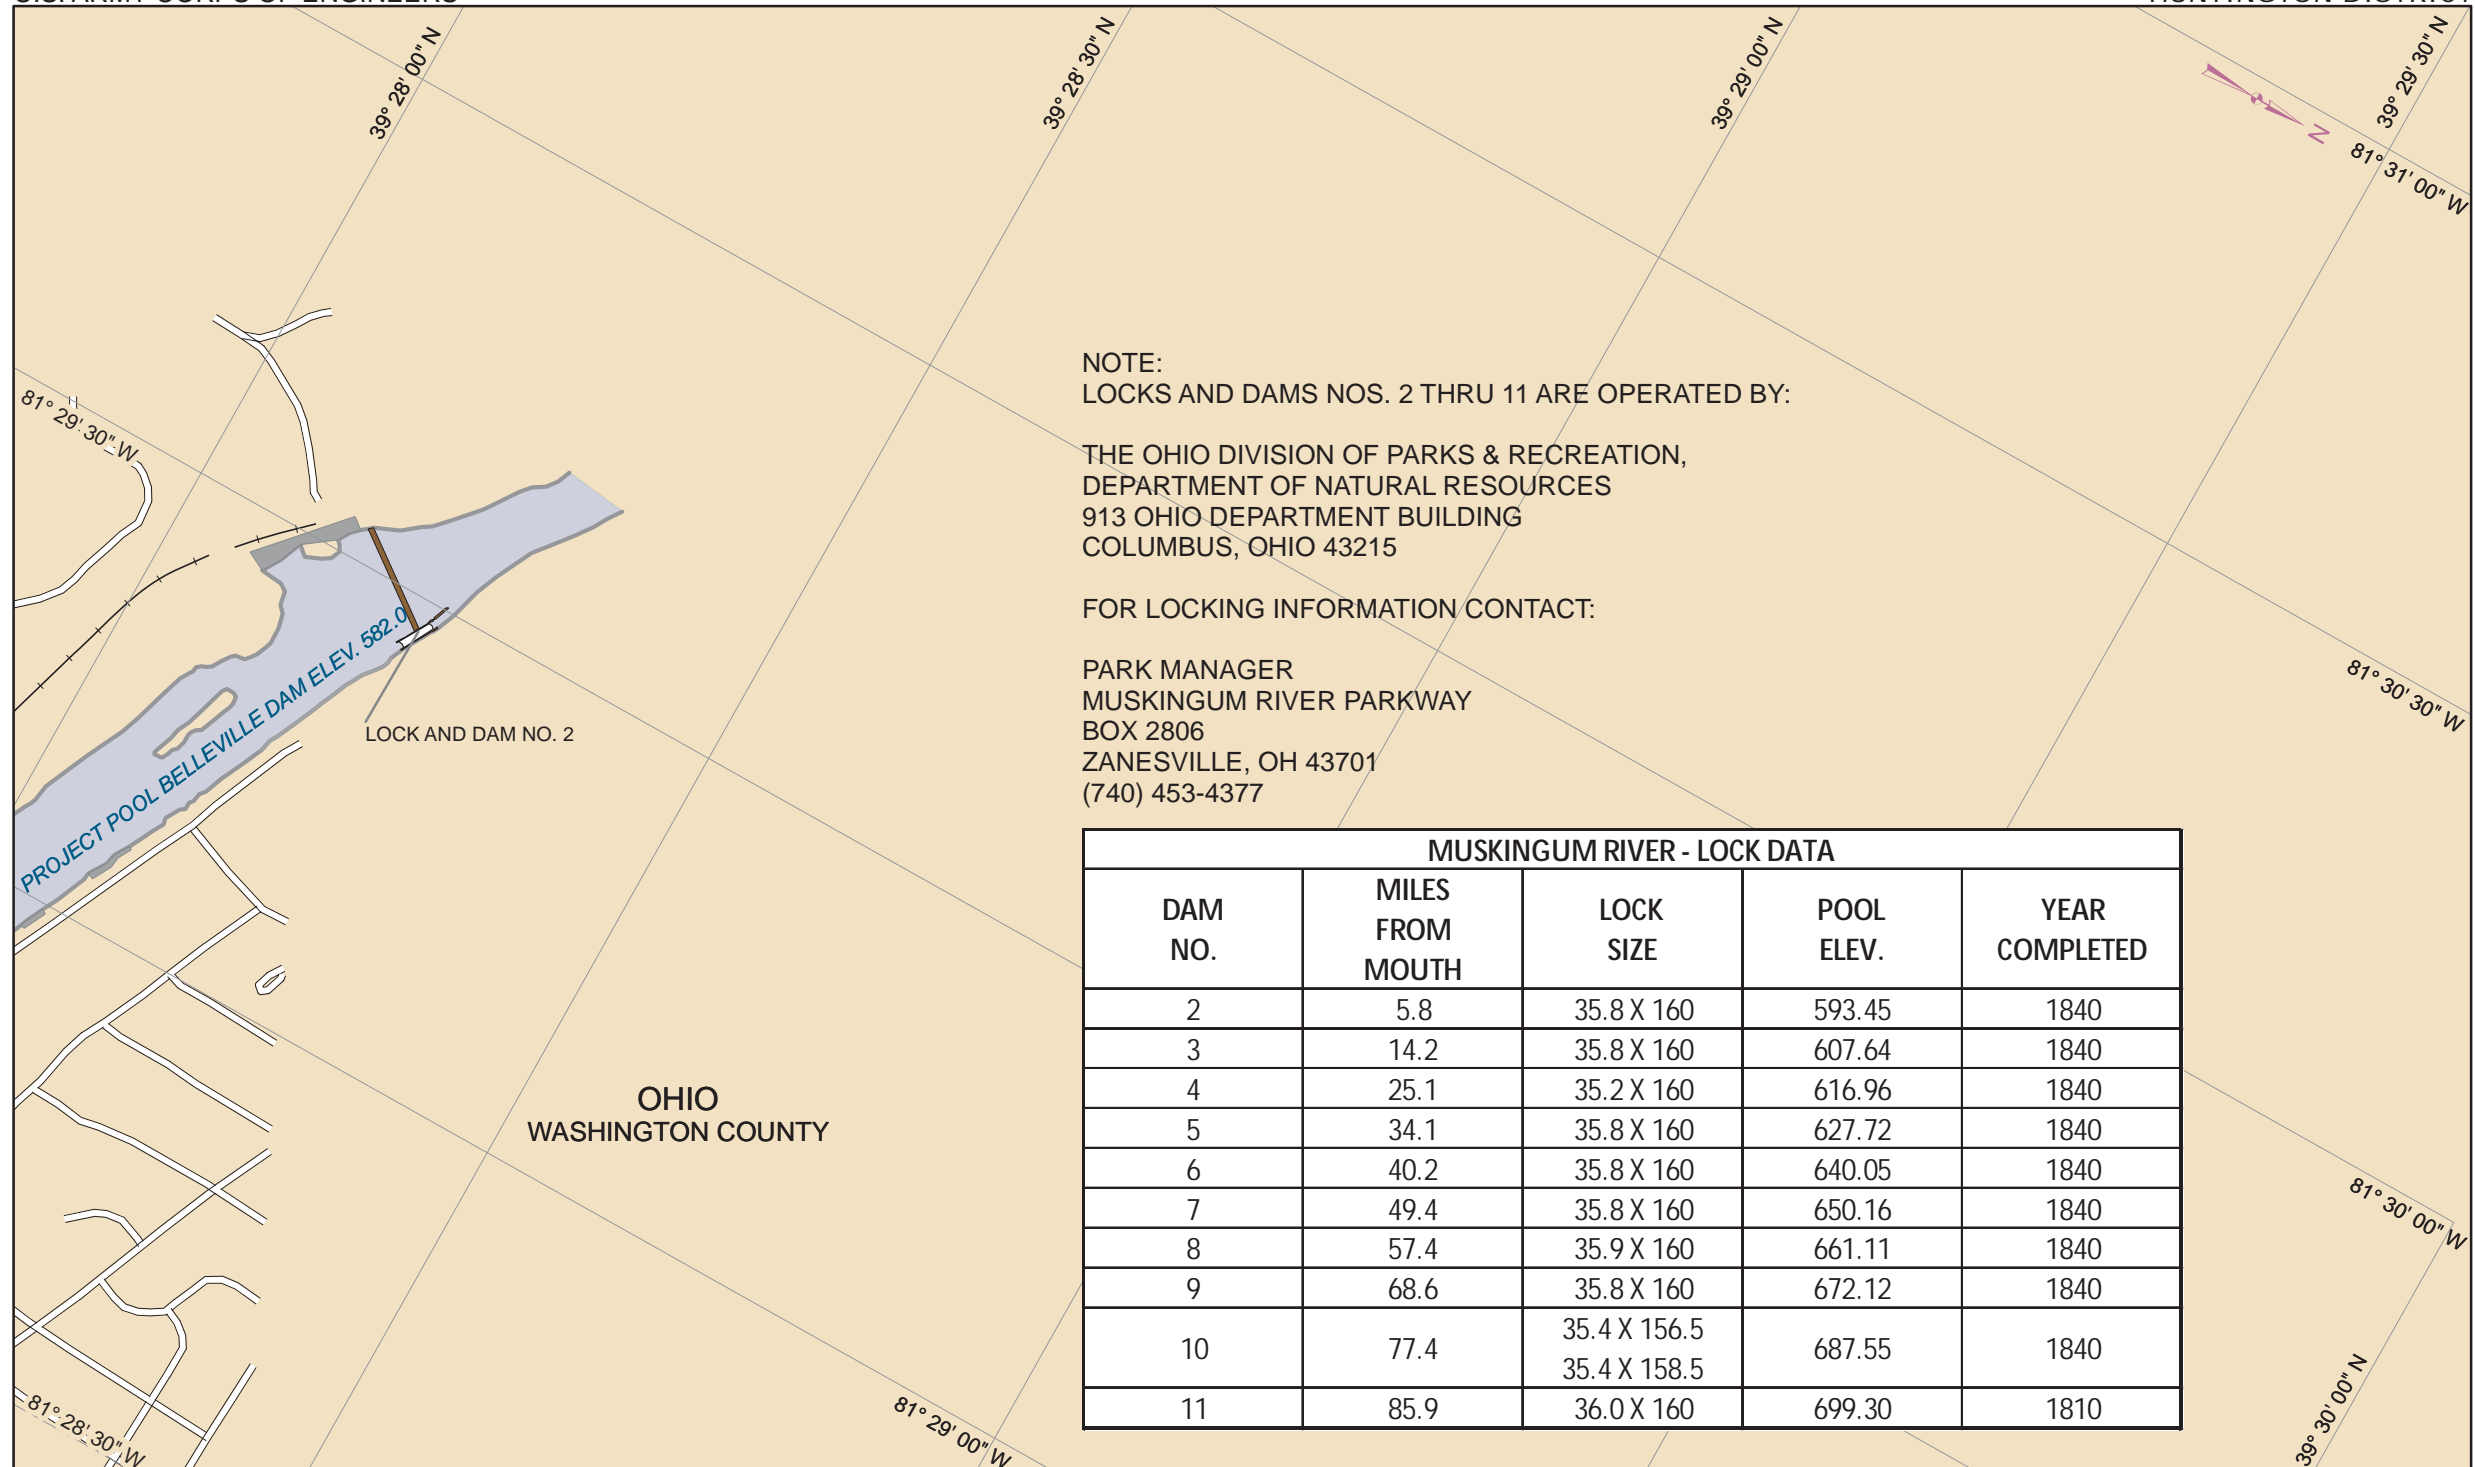 39° 28' 00" N
39° 28' 30" N
39° 29' 00" N
39° 29' 30" N
N
81° 31' 00" W
NOTE:
LOCKS AND DAMS NOS. 2 THRU 11 ARE OPERATED BY:
THE OHIO DIVISION OF PARKS & RECREATION,
DEPARTMENT OF NATURAL RESOURCES
913 OHIO DEPARTMENT BUILDING
COLUMBUS, OHIO 43215
FOR LOCKING INFORMATION CONTACT:
PARK MANAGER
MUSKINGUM RIVER PARKWAY
BOX 2806
ZANESVILLE, OH 43701
(740) 453-4377
81° 29' 30" W
PROJECT POOL BELLEVILLE DAM ELEV. 582.0
LOCK AND DAM NO. 2
81° 30' 30" W
MUSKINGUM RIVER - LOCK DATA
DAM NO. MILES FROM MOUTH LOCK SIZE POOL ELEV. YEAR COMPLETED
2 5.8 35.8 X 160 593.45 1840
3 14.2 35.8 X 160 607.64 1840
4 25.1 35.2 X 160 616.96 1840
5 34.1 35.8 X 160 627.72 1840
6 40.2 35.8 X 160 640.05 1840
7 49.4 35.8 X 160 650.16 1840
8 57.4 35.9 X 160 661.11 1840
9 68.6 35.8 X 160 672.12 1840
10 77.4 35.4 X 156.5 35.4 X 158.5 687.55 1840
11 85.9 36.0 X 160 699.30 1810
OHIO
WASHINGTON COUNTY
81° 30' 00" W
81° 28' 30" W
81° 29' 00" W
39° 30' 00" N